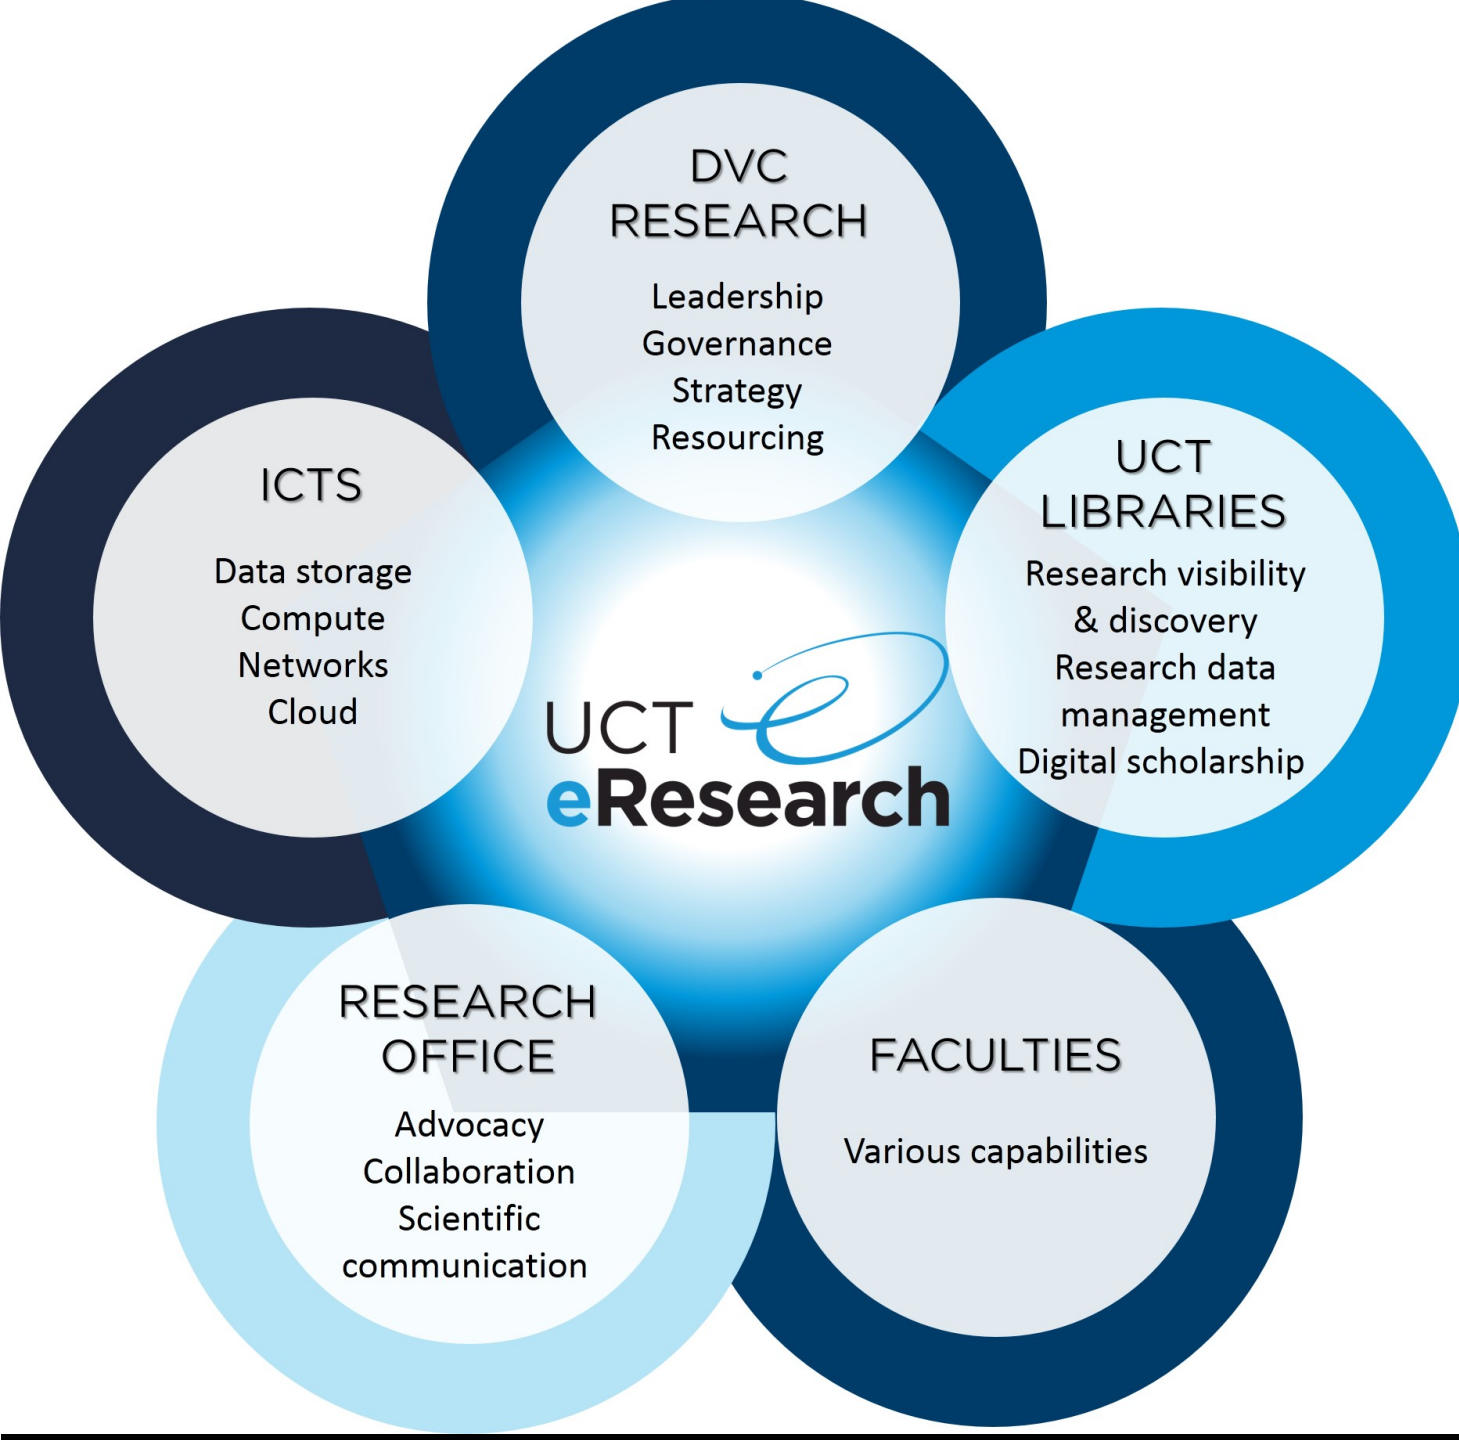 DVC
RESEARCH
Leadership
Governance
Strategy
Resourcing
ICTS
Data storage
Compute
Networks
Cloud
UCT
LIBRARIES
Research visibility
& discovery
Research data
management
Digital scholarship
UCT
eResearch
RESEARCH
OFFICE
Advocacy
Collaboration
Scientific
communication
FACULTIES
Various capabilities